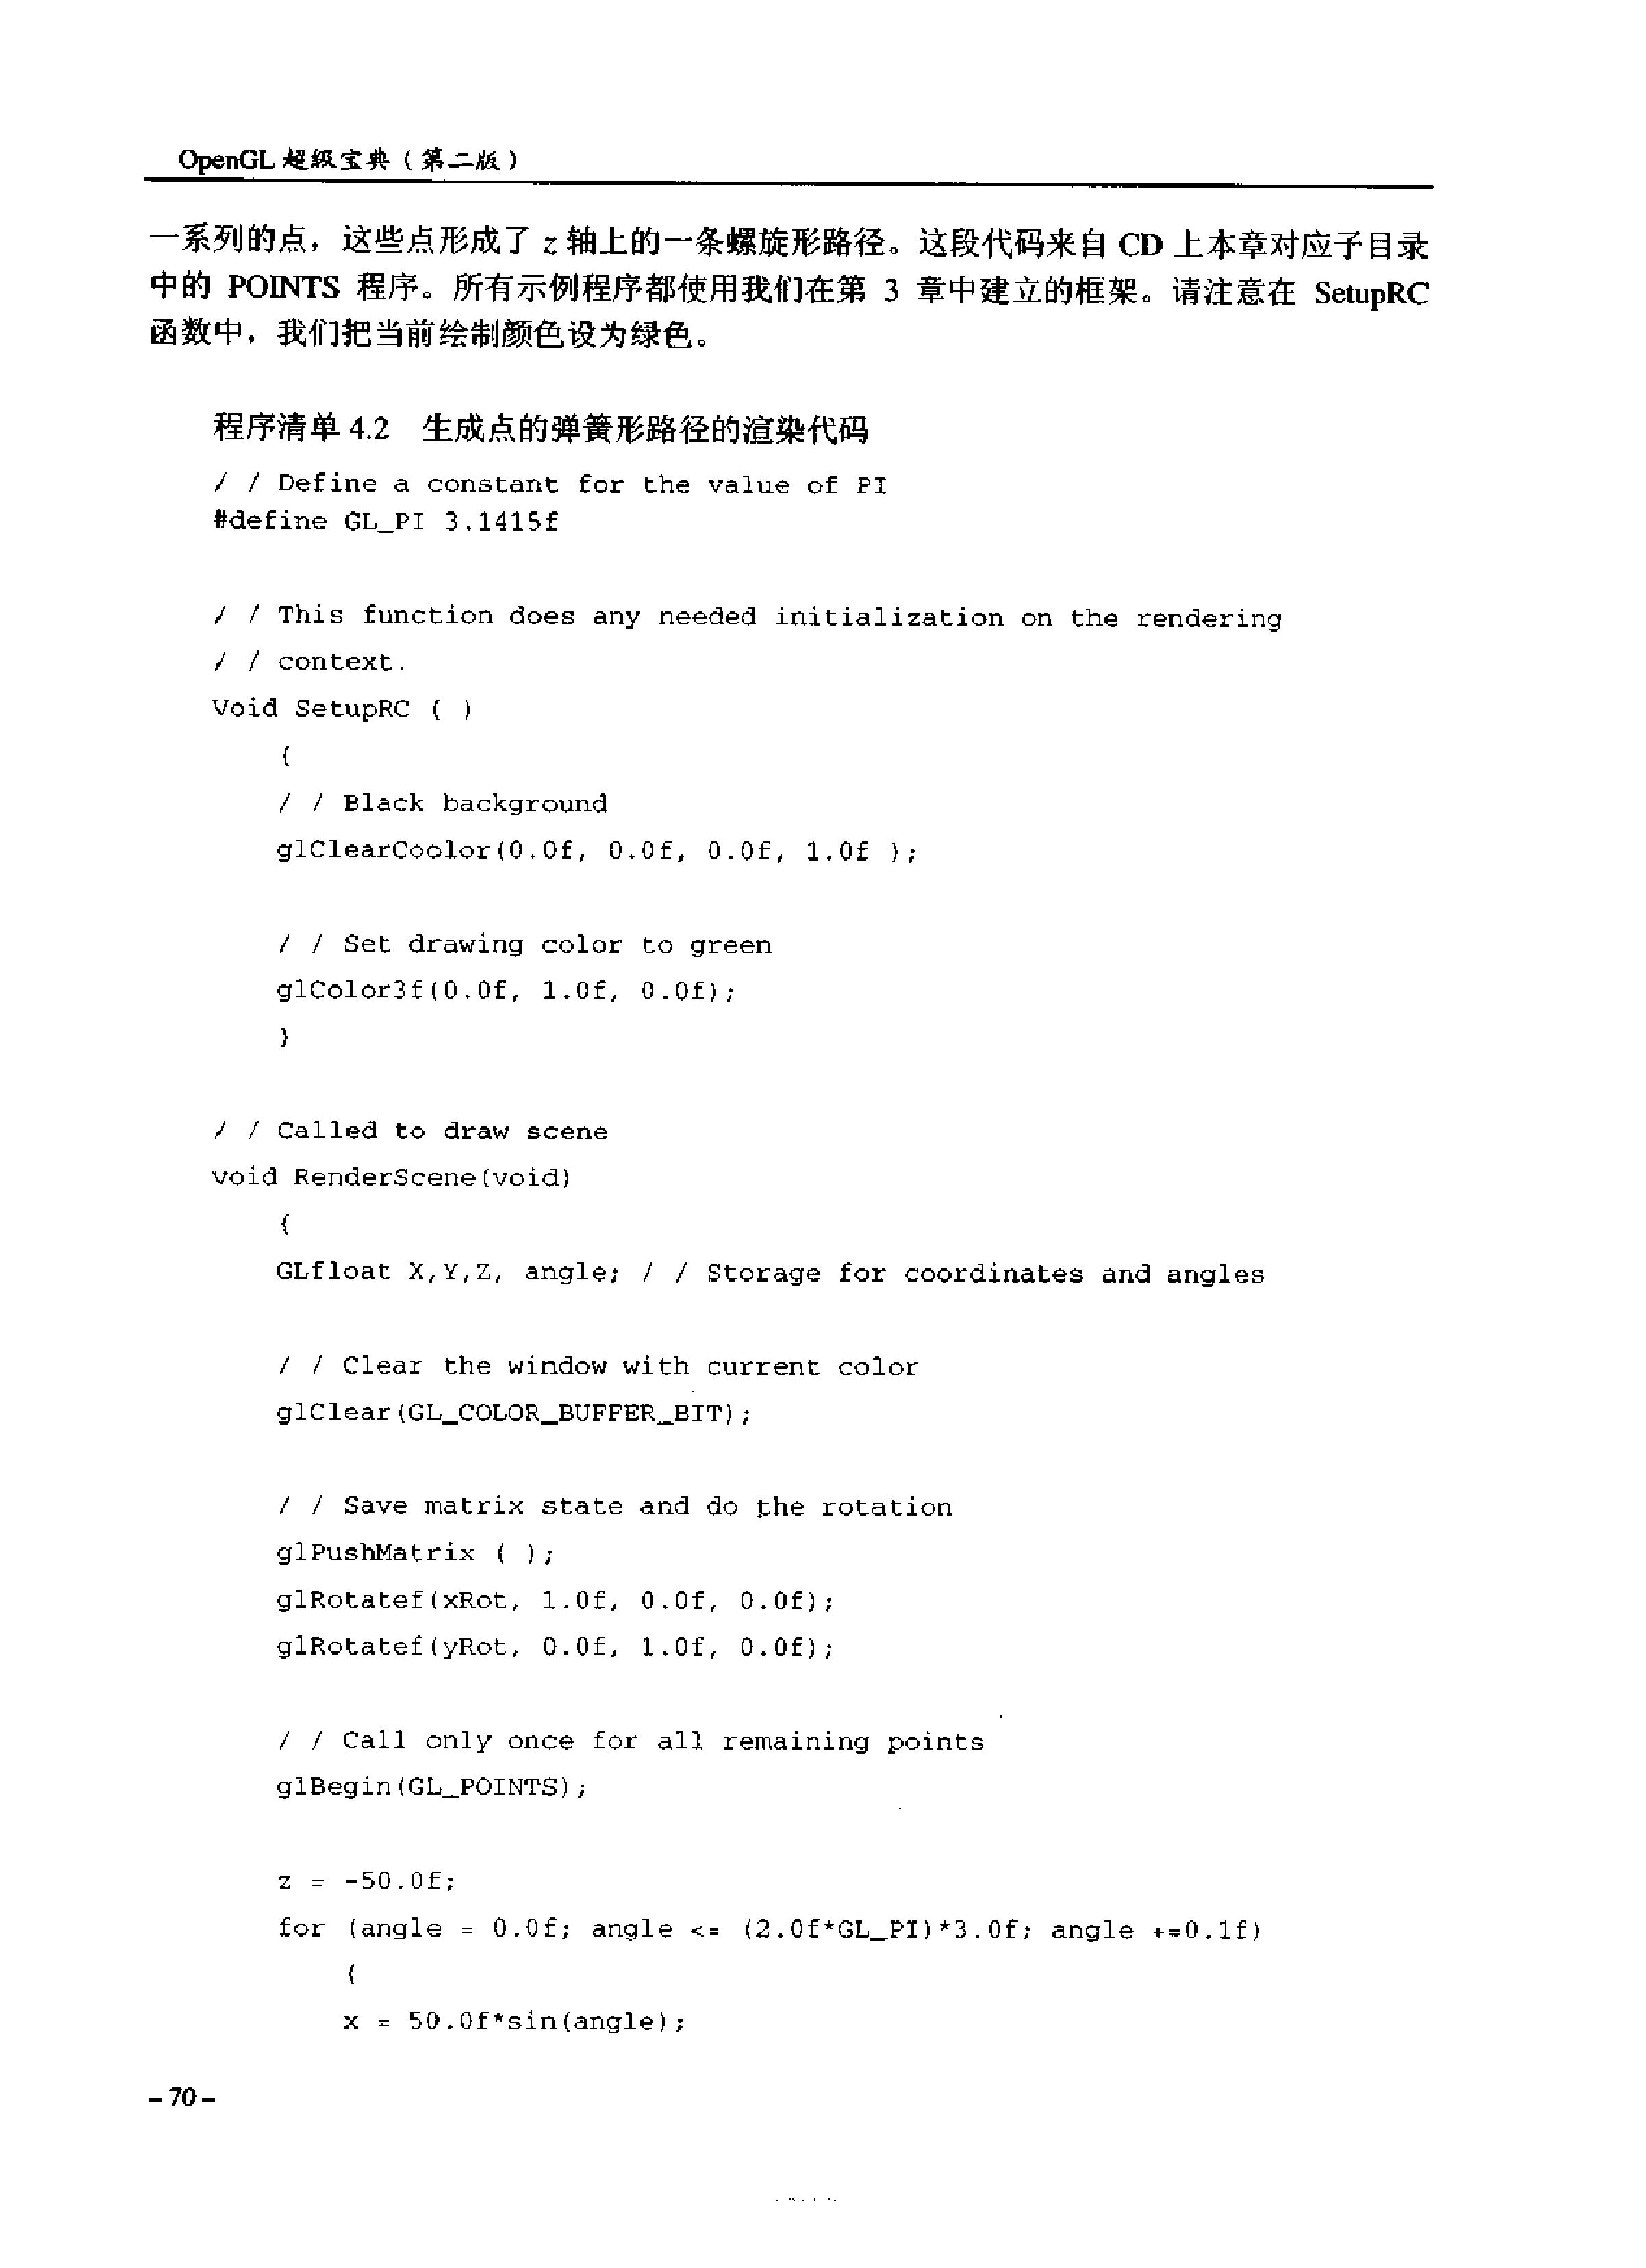 OpenGL 超级宝典（第二版）
一系列的点，这些点形成了 z 轴上的一条螺旋形路径。这段代码来自 CD 上本章对应子目录
中的 POINTS 程序。所有示例程序都使用我们在第 3 章中建立的框架。请注意在 SetupRC
函数中，我们把当前绘制颜色设为绿色。
程序清单 4.2 生成点的弹簧形路径的渲染代码
/ / Define a constant for the value of PI
#define GL_PI 3.1415f
/ / This function does any needed initialization on the rendering
/ / context.
Void SetupRC ( )
{
/ / Black background
glClearCoolor(0.0f, 0.0f, 0.0f, 1.0f );
/ / Set drawing color to green
glColor3f(0.0f, 1.0f, 0.0f);
}
/ / Called to draw scene
void RenderScene(void)
{
GLfloat X,Y,Z, angle; / / Storage for coordinates and angles
/ / Clear the window with current color
glClear(GL_COLOR_BUFFER_BIT);
/ / Save matrix state and do the rotation
glPushMatrix ( );
glRotatef(xRot, 1.0f, 0.0f, 0.0f);
glRotatef(yRot, 0.0f, 1.0f, 0.0f);
/ / Call only once for all remaining points
glBegin(GL_POINTS);
z = -50.0f;
for (angle = 0.0f; angle <= (2.0f*GL_PI)*3.0f; angle +=0.1f)
{
x = 50.0f*sin(angle);
- 70 -